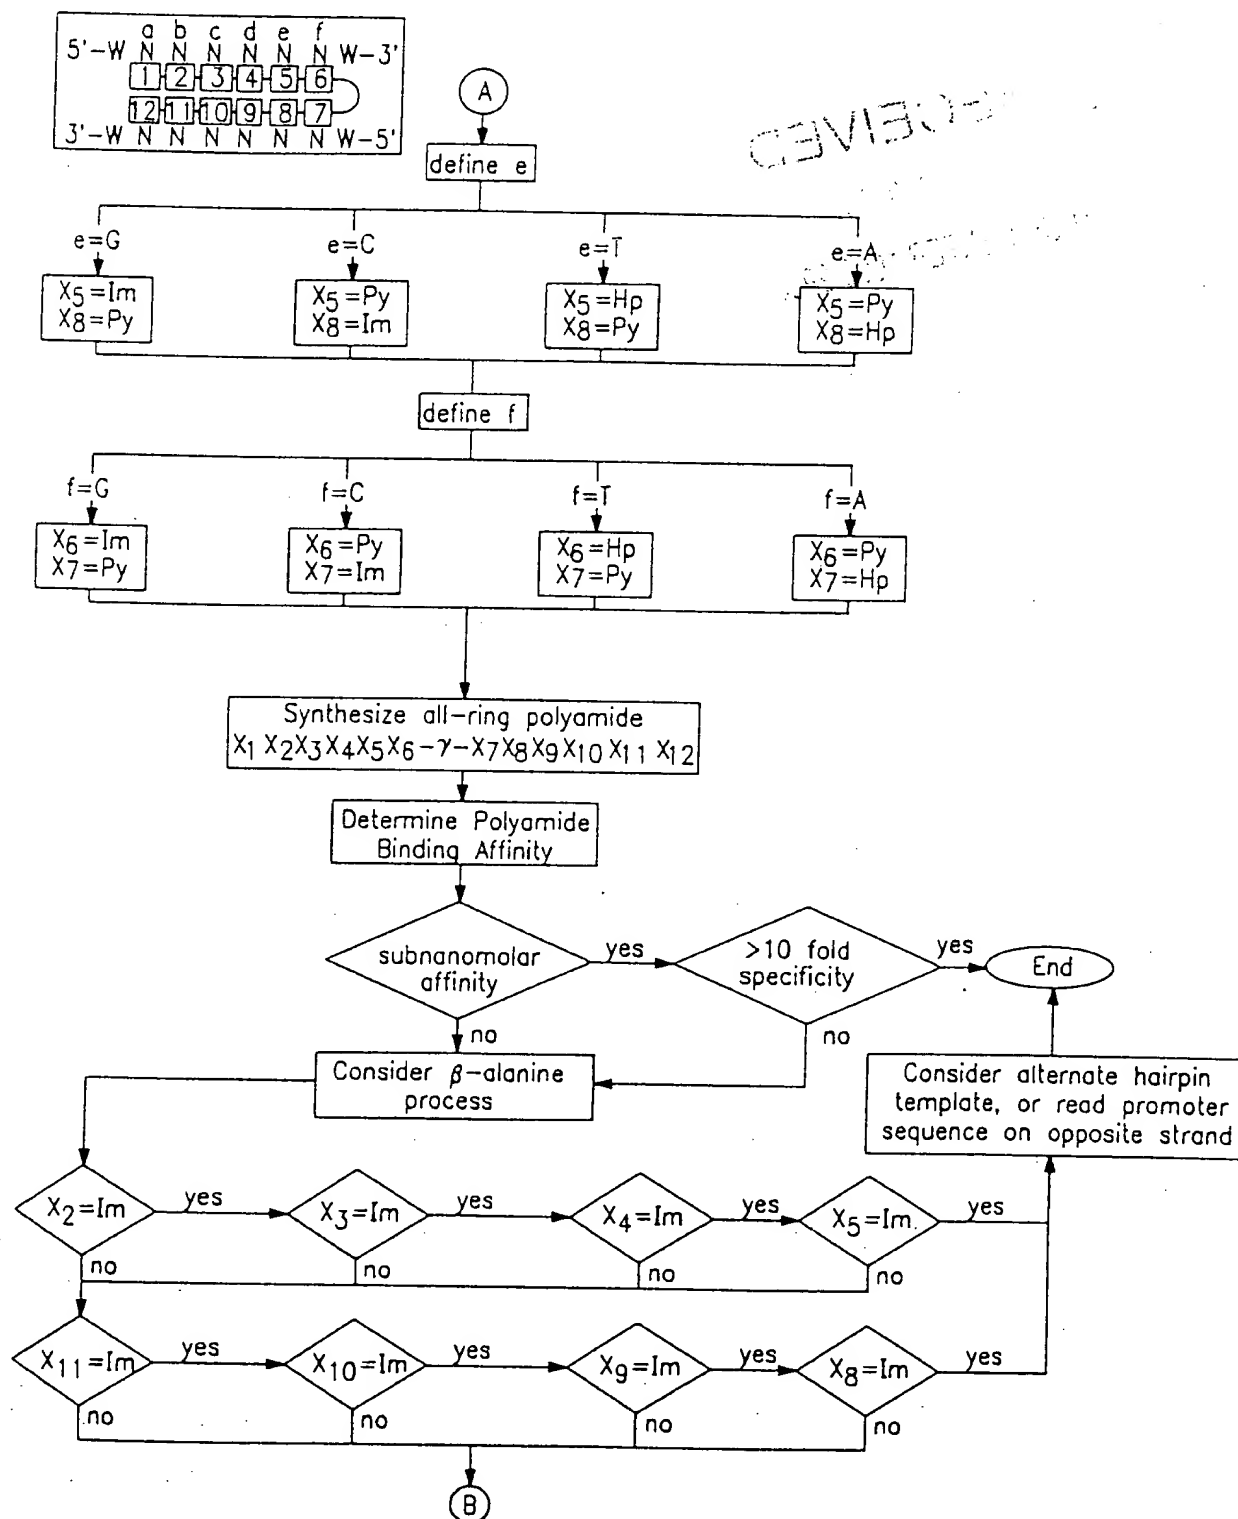 a b c d e f
5'-W N N N N N N W-3'
1 2 3 4 5 6
12 11 10 9 8 7
3'-W N N N N N N W-5'
A
define e
e=G
e=C
e=T
e=A
X5=Im
X8=Py
X5=Py
X8=Im
X5=Hp
X8=Py
X5=Py
X8=Hp
define f
f=G
f=C
f=T
f=A
X6=Im
X7=Py
X6=Py
X7=Im
X6=Hp
X7=Py
X6=Py
X7=Hp
Synthesize all-ring polyamide
X1 X2X3X4X5X6-γ-X7X8X9X10X11 X12
Determine Polyamide
Binding Affinity
subnanomolar
affinity
yes
>10 fold
specificity
yes
End
no
no
Consider β-alanine
process
Consider alternate hairpin
template, or read promoter
sequence on opposite strand
X2=Im
yes
X3=Im
yes
X4=Im
yes
X5=Im
yes
no
no
no
no
X11=Im
yes
X10=Im
yes
X9=Im
yes
X8=Im
yes
no
no
no
no
B